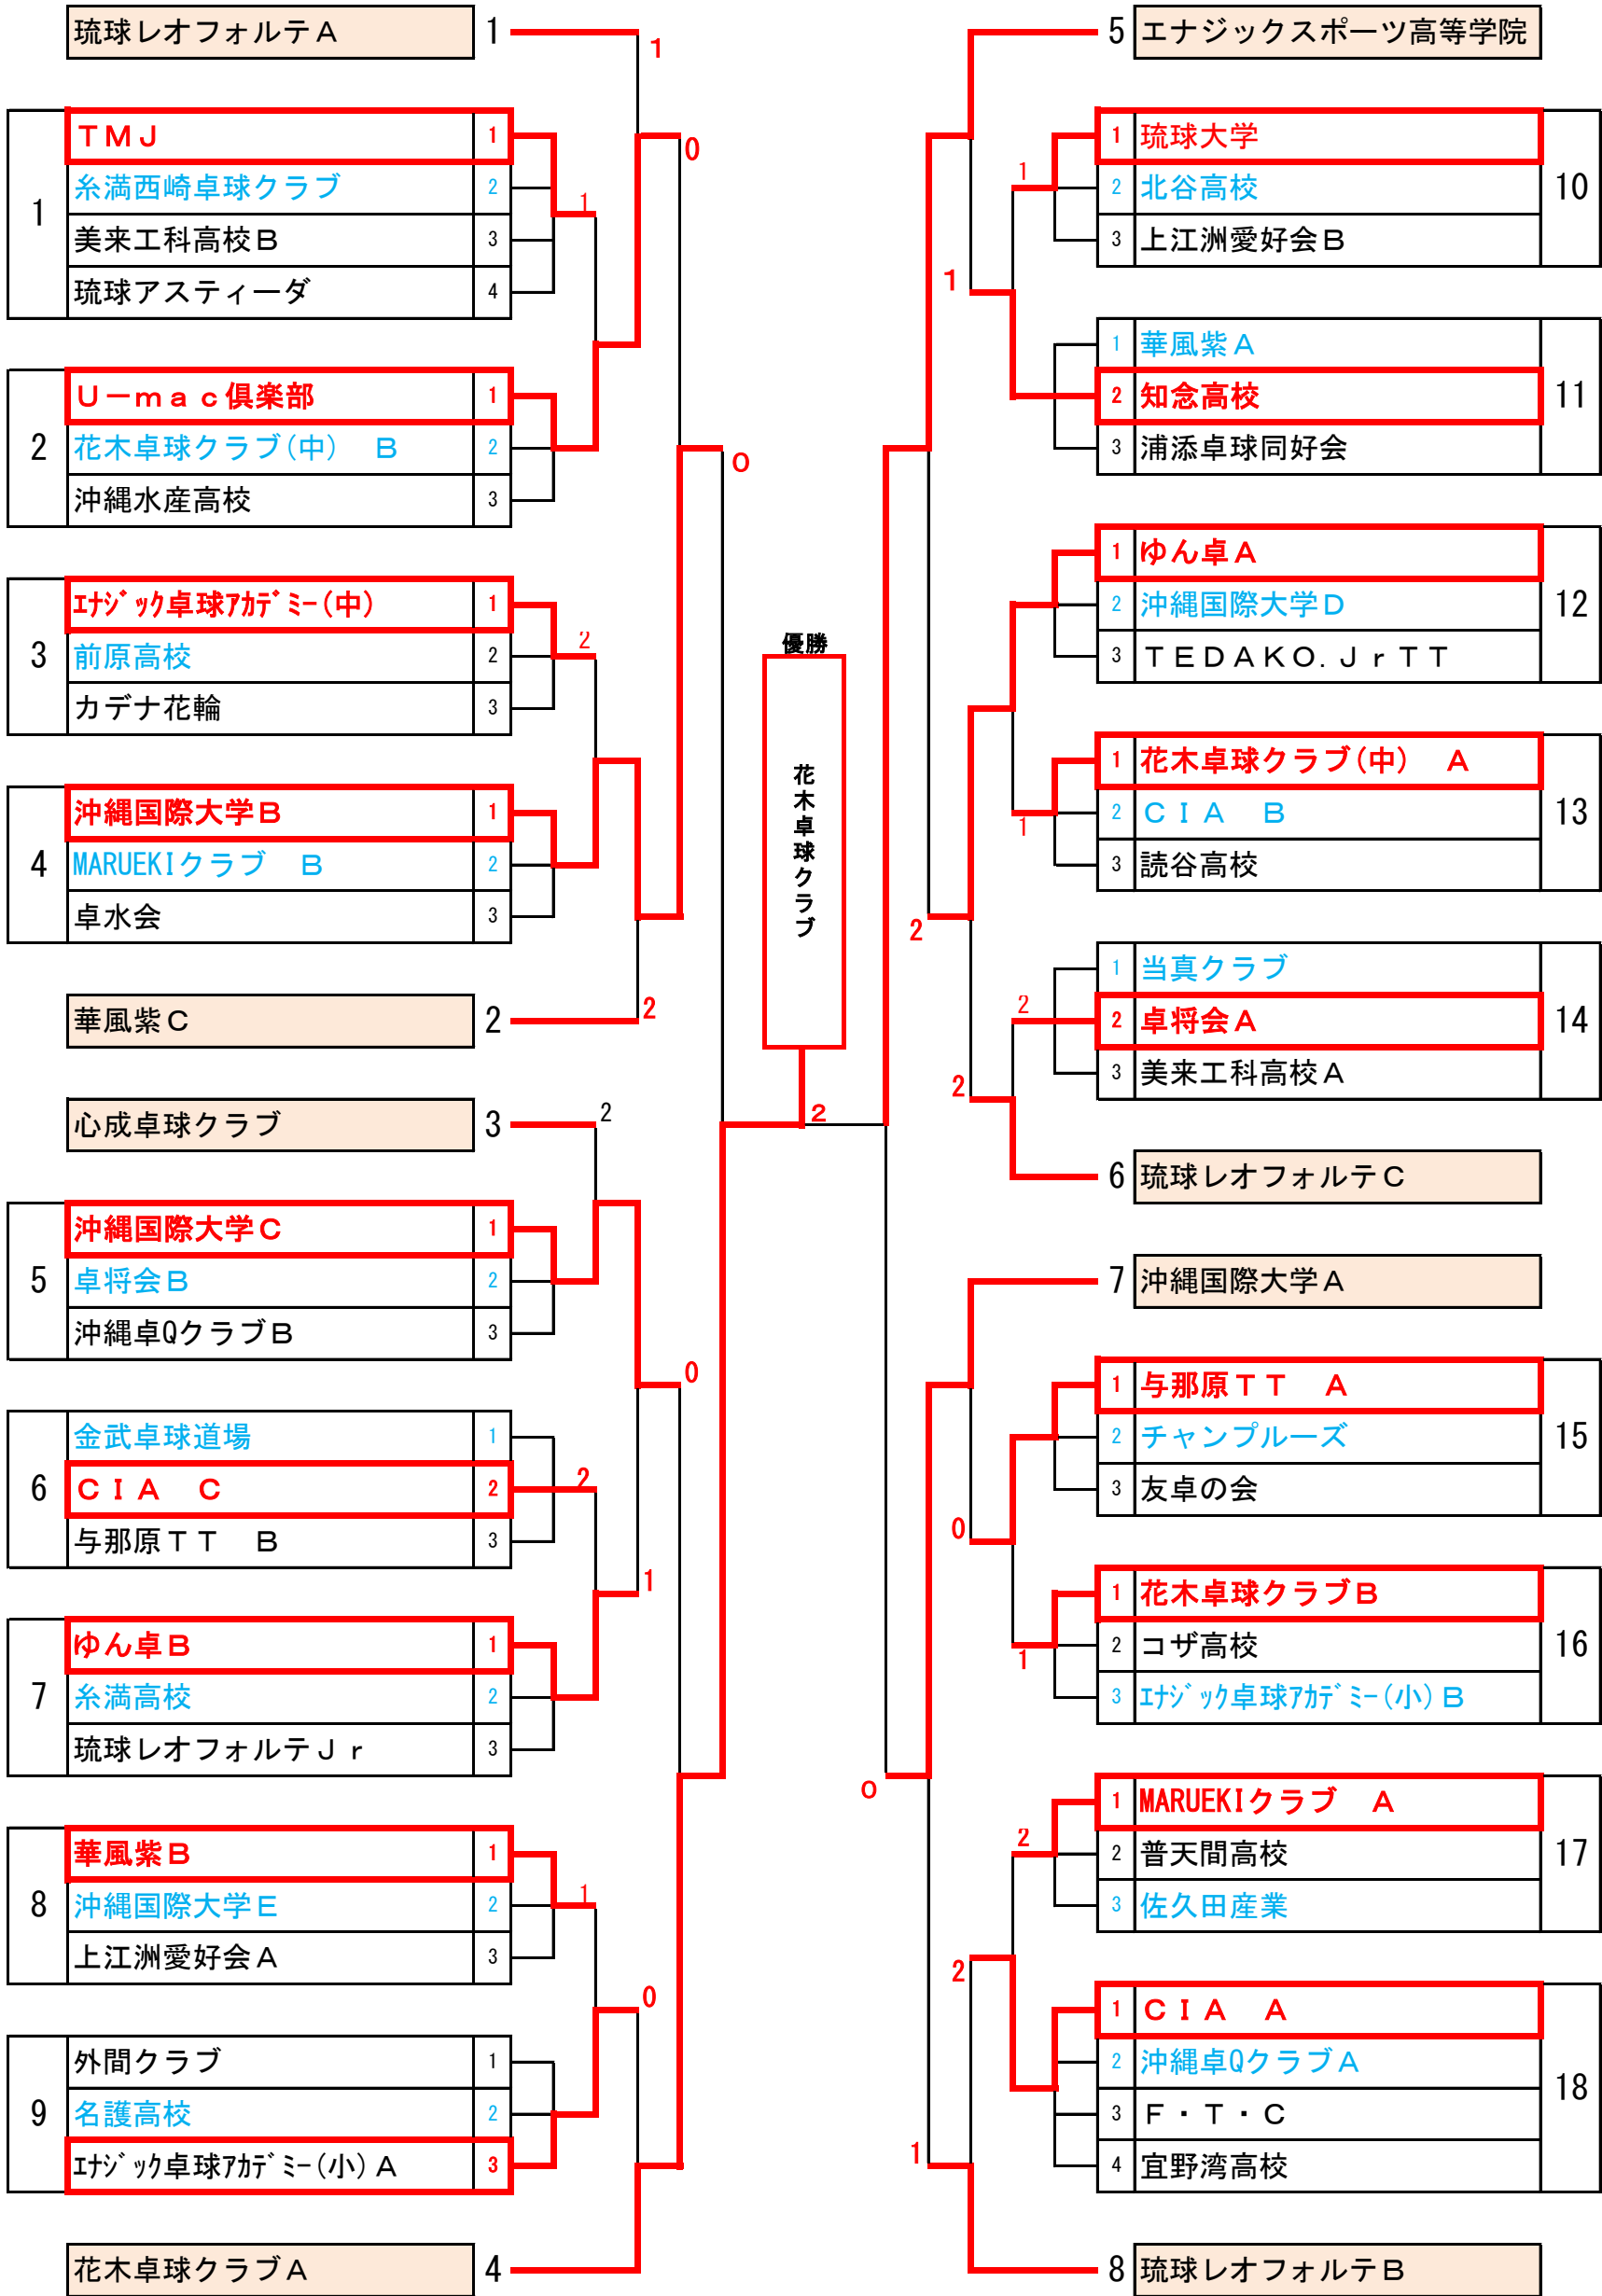 琉球レオフォルテA 1
1
TMJ 1
糸満西崎卓球クラブ 2
1
美来工科高校B 3
琉球アスティーダ 4
1
0
U－mac倶楽部 1
2
花木卓球クラブ(中) B 2
沖縄水産高校 3
0
ｴﾅｼﾞｯｸ卓球ｱｶﾃﾞﾐｰ(中) 1
3
前原高校 2
カデナ花輪 3
2
沖縄国際大学B 1
4
MARUEKIクラブ B 2
卓水会 3
華風紫C 2
2
心成卓球クラブ 3
2
沖縄国際大学C 1
5
卓将会B 2
沖縄卓QクラブB 3
0
金武卓球道場 1
6
CIA C 2
与那原TT B 3
2
1
ゆん卓B 1
7
糸満高校 2
琉球レオフォルテJr 3
華風紫B 1
8
沖縄国際大学E 2
上江洲愛好会A 3
1
0
外間クラブ 1
9
名護高校 2
ｴﾅｼﾞｯｸ卓球ｱｶﾃﾞﾐｰ(小)A 3
花木卓球クラブA 4
優勝
花木卓球クラブ
2
5 エナジックスポーツ高等学院
1 琉球大学
2 北谷高校
10
3 上江洲愛好会B
1
1
1 華風紫A
2 知念高校
11
3 浦添卓球同好会
1 ゆん卓A
2 沖縄国際大学D
12
3 TEDAKO.JrTT
1 花木卓球クラブ(中) A
2 CIA B
13
3 読谷高校
1
2
1 当真クラブ
2 卓将会A
14
3 美来工科高校A
2
2
6 琉球レオフォルテC
7 沖縄国際大学A
1 与那原TT A
2 チャンプルーズ
15
3 友卓の会
0
1 花木卓球クラブB
2 コザ高校
16
3 ｴﾅｼﾞｯｸ卓球ｱｶﾃﾞﾐｰ(小)B
1
0
1 MARUEKIクラブ A
2 普天間高校
17
3 佐久田産業
2
2
1 CIA A
2 沖縄卓QクラブA
18
3 F・T・C
4 宜野湾高校
1
8 琉球レオフォルテB